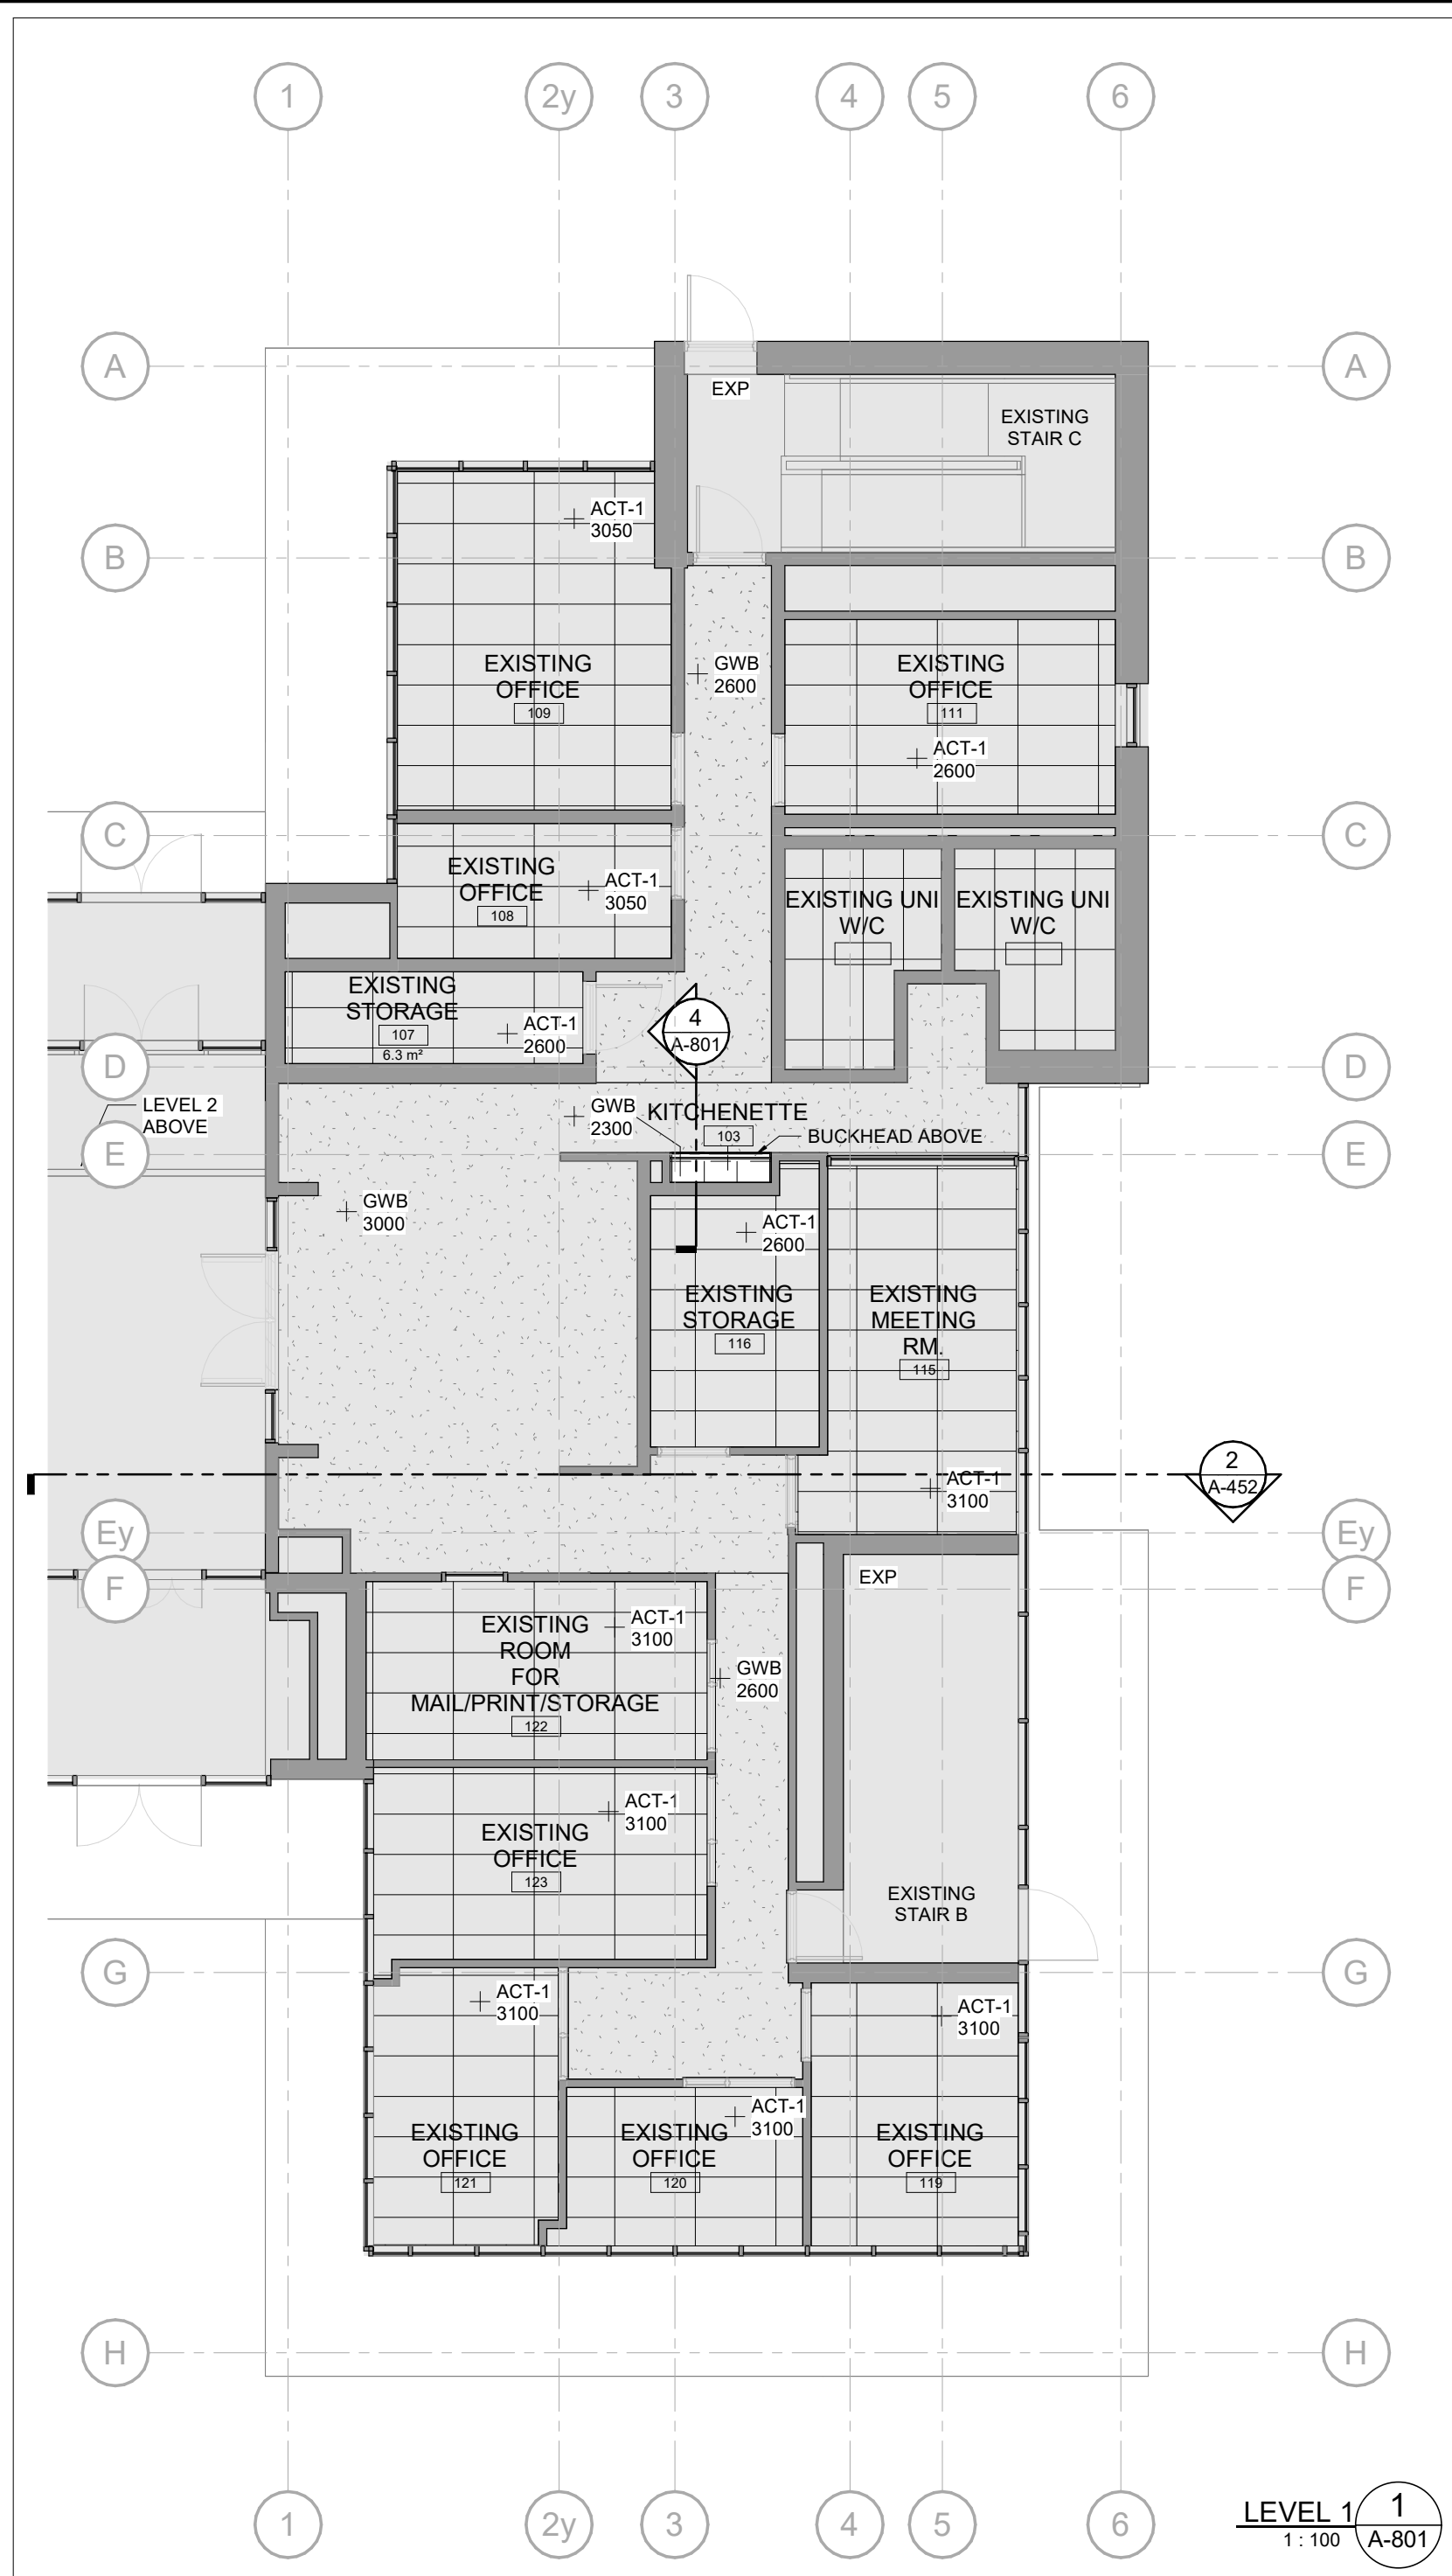 1 2y 3 4 5 6
A A
EXP
EXISTING
STAIR C
ACT-1
3050
B B
EXISTING
OFFICE
109
GWB
2600
EXISTING
OFFICE
111
ACT-1
2600
C C
EXISTING
OFFICE
108
ACT-1
3050
EXISTING UNI
W/C
EXISTING UNI
W/C
EXISTING
STORAGE
107
6.3 m²
ACT-1
2600
4
A-801
D D
LEVEL 2
ABOVE
GWB
2300
KITCHENETTE
103
BUCKHEAD ABOVE
E E
GWB
3000
ACT-1
2600
EXISTING
STORAGE
116
EXISTING
MEETING
RM.
115
2
A-452
ACT-1
3100
Ey Ey
F F
EXP
EXISTING
ROOM
FOR
MAIL/PRINT/STORAGE
122
ACT-1
3100
GWB
2600
ACT-1
3100
EXISTING
OFFICE
123
EXISTING
STAIR B
G G
ACT-1
3100
ACT-1
3100
ACT-1
3100
EXISTING
OFFICE
121
EXISTING
OFFICE
120
EXISTING
OFFICE
119
H H
1 2y 3 4 5 6
LEVEL 1
1 : 100
1
A-801